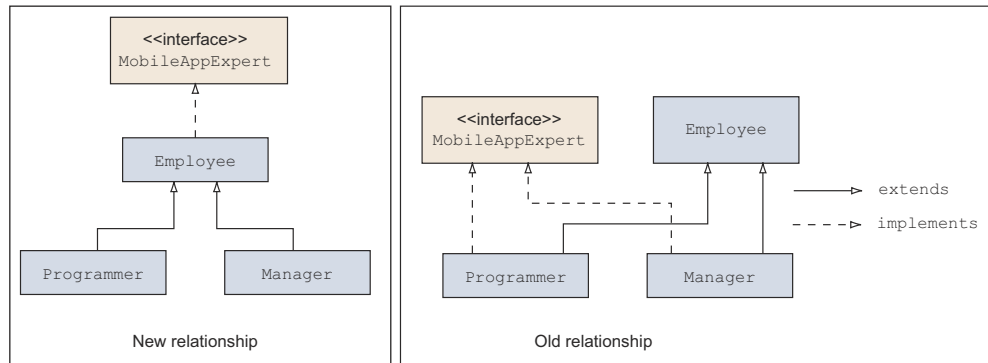 <<interface>>
MobileAppExpert
Employee
Programmer
Manager
New relationship
<<interface>>
MobileAppExpert
Employee
extends
implements
Programmer
Manager
Old relationship